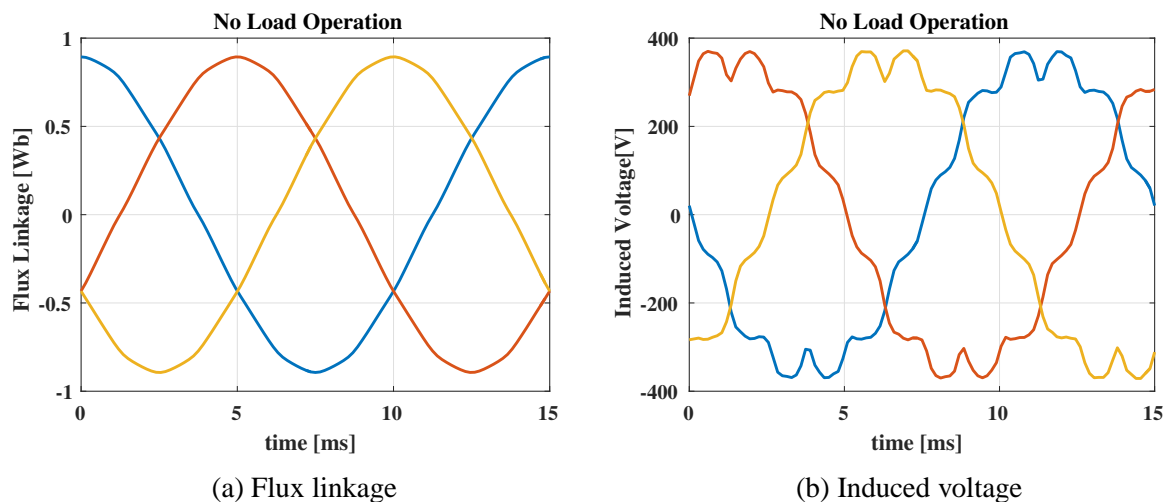 No Load Operation
1
0.5
0
-0.5
-1
Flux Linkage [Wb]
0 5 10 15
time [ms]
(a) Flux linkage
No Load Operation
400
200
0
-200
-400
Induced Voltage[V]
0 5 10 15
time [ms]
(b) Induced voltage